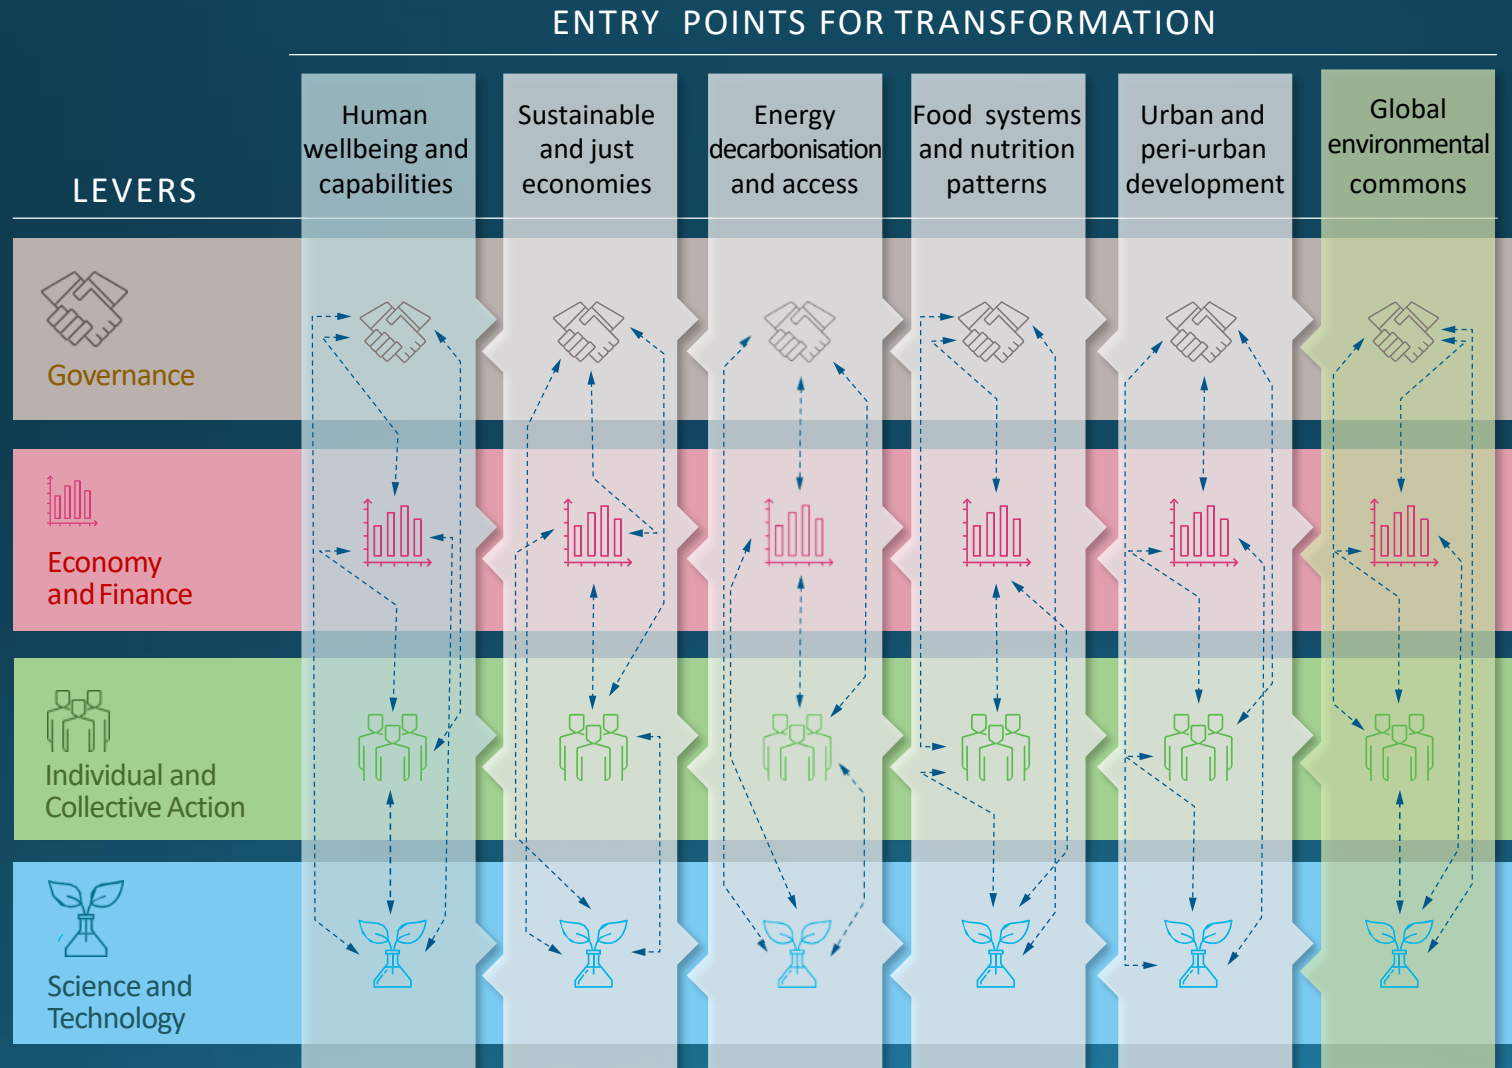 ENTRY POINTS FOR TRANSFORMATION
LEVERS
Human
wellbeing and
capabilities
Sustainable
and just
economies
Energy
decarbonisation
and access
Food systems
and nutrition
patterns
Urban and
peri-urban
development
Global
environmental
commons
Governance
Economy
and Finance
Individual and
Collective Action
Science and
Technology